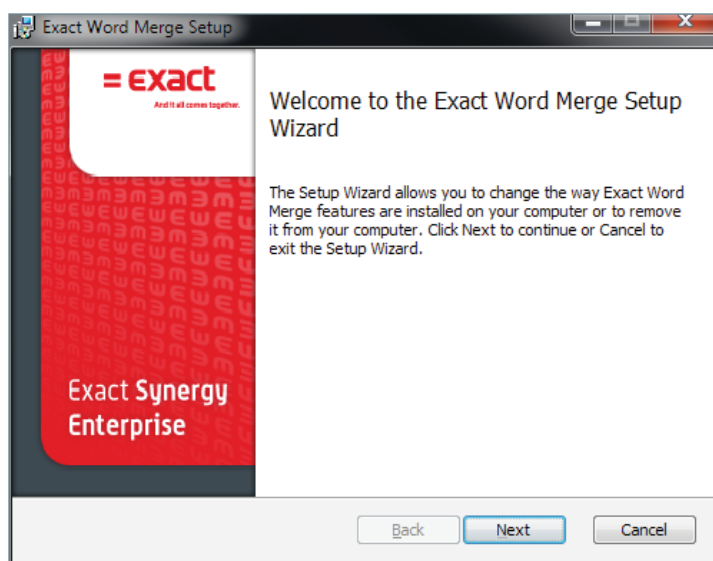 Exact Word Merge Setup
= exact
And it all comes together.
Welcome to the Exact Word Merge Setup
Wizard
The Setup Wizard allows you to change the way Exact Word
Merge features are installed on your computer or to remove
it from your computer. Click Next to continue or Cancel to
exit the Setup Wizard.
Exact Synergy
Enterprise
Back
Next
Cancel